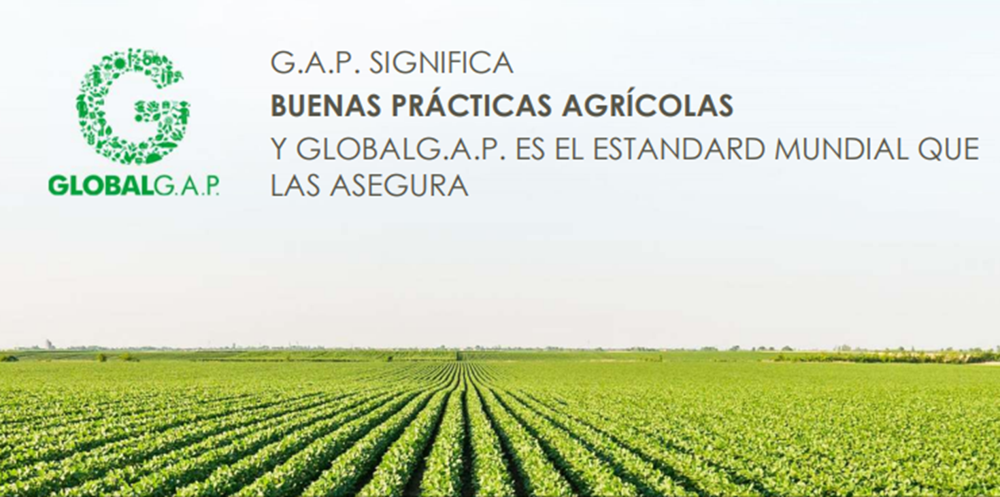 GLOBALG.A.P.
G.A.P. SIGNIFICA
BUENAS PRÁCTICAS AGRÍCOLAS
Y GLOBALG.A.P. ES EL ESTANDARD MUNDIAL QUE
LAS ASEGURA